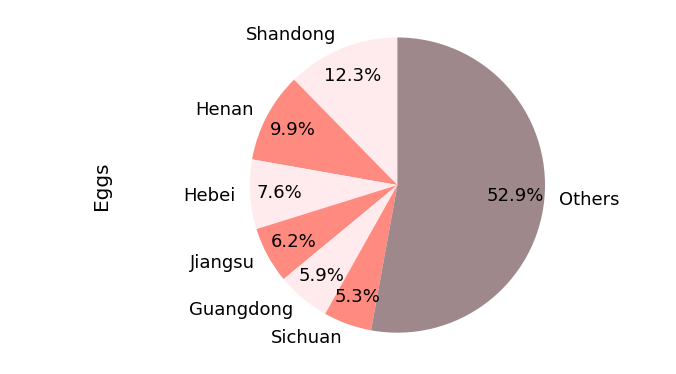 Shandong
12.3%
Henan
9.9%
Hebei
7.6%
Jiangsu
6.2%
Guangdong
5.9%
Sichuan
5.3%
52.9%
Others
Eggs